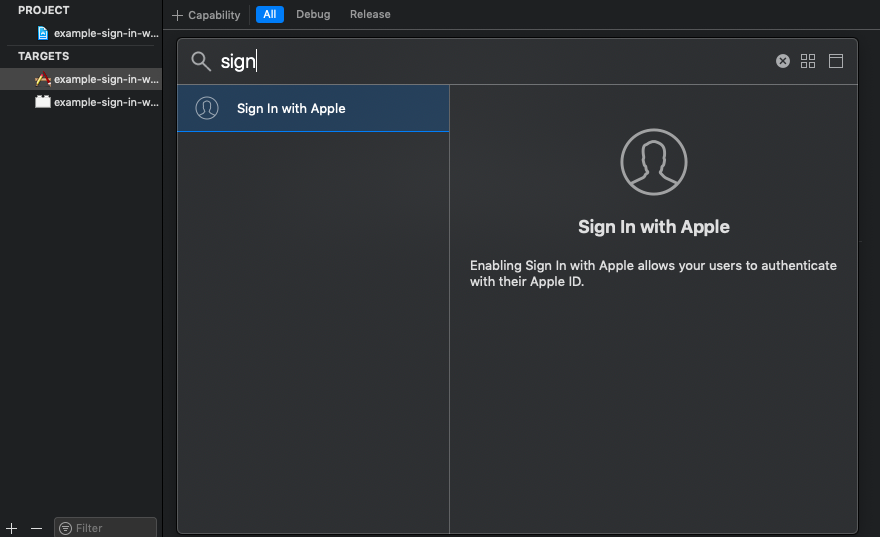 PROJECT
example-sign-in-w...
TARGETS
example-sign-in-w...
example-sign-in-w...
Filter
Capability
All
Debug
Release
sign
Sign In with Apple
Sign In with Apple
Enabling Sign In with Apple allows your users to authenticate
with their Apple ID.